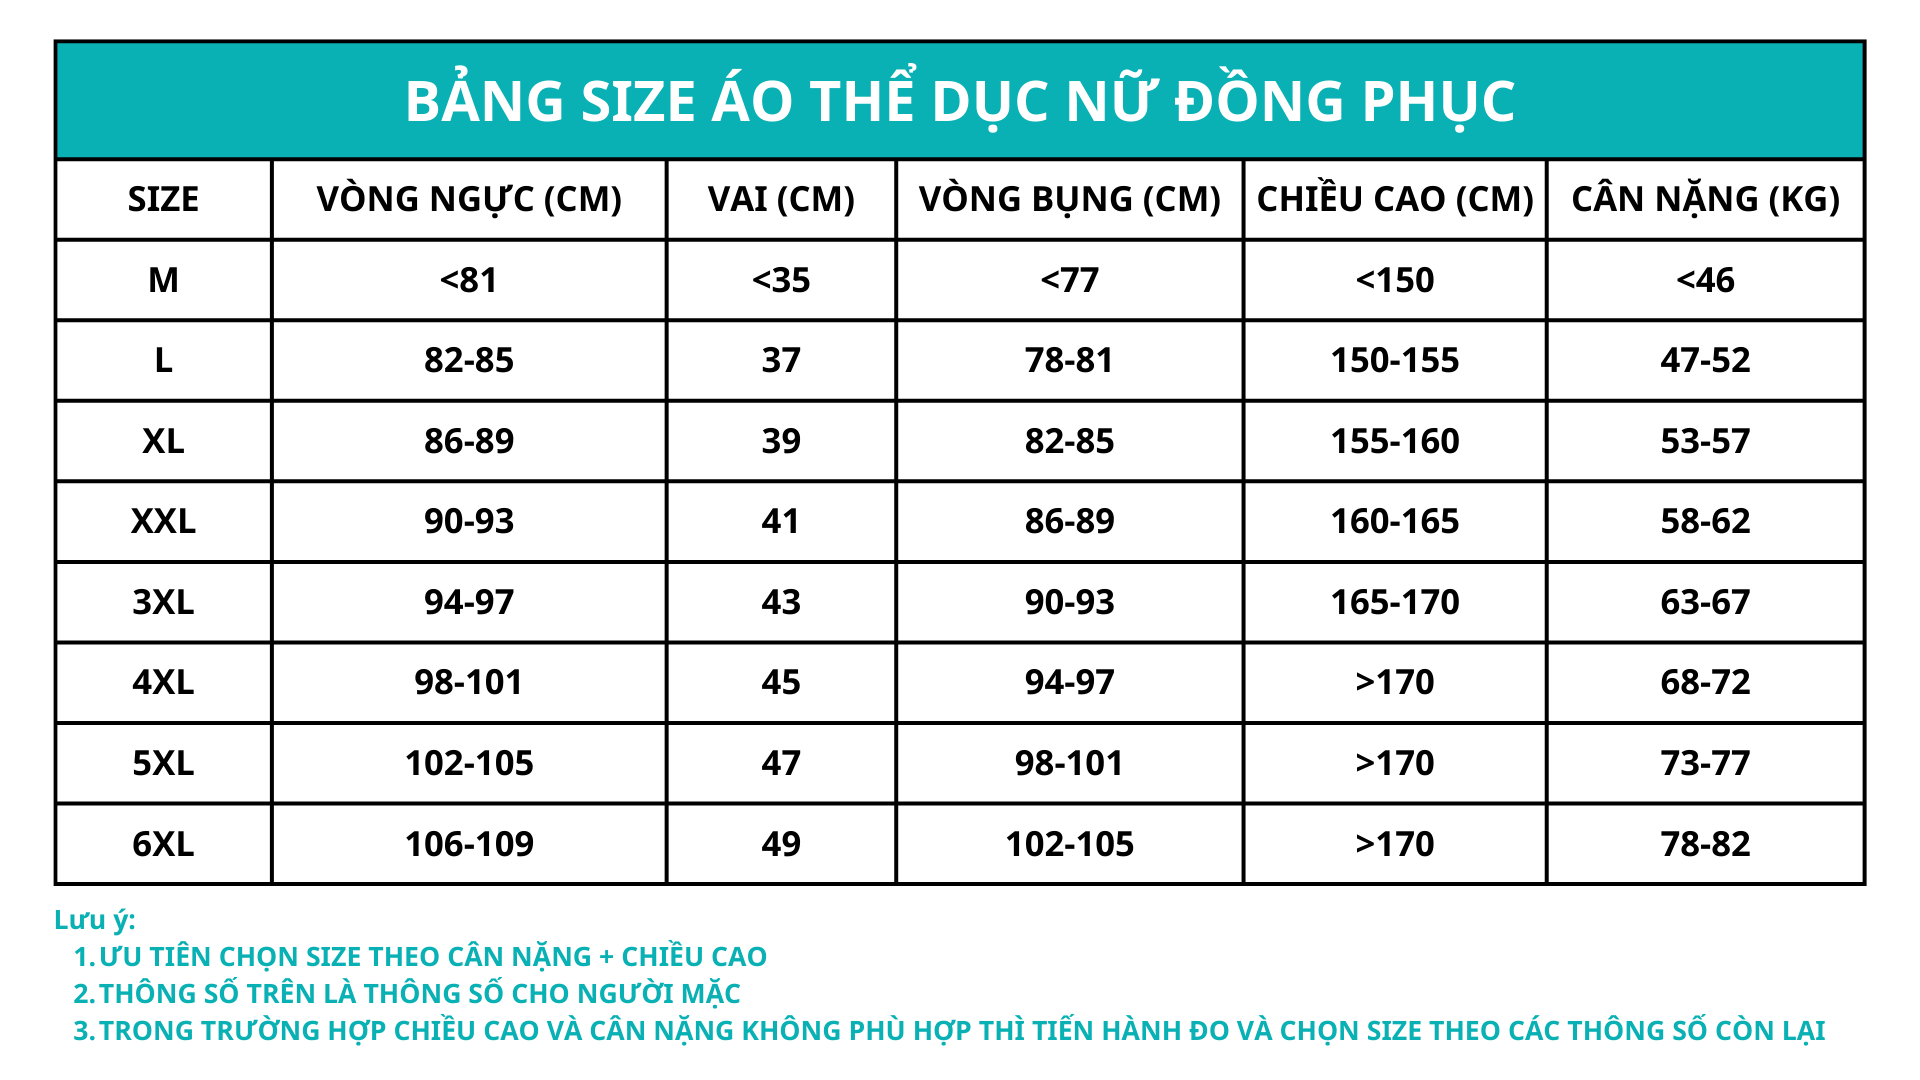 BẢNG SIZE ÁO THỂ DỤC NỮ ĐỒNG PHỤC
SIZE VÒNG NGỰC (CM) VAI (CM) VÒNG BỤNG (CM) CHIỀU CAO (CM) CÂN NẶNG (KG)
M <81 <35 <77 <150 <46
L 82-85 37 78-81 150-155 47-52
XL 86-89 39 82-85 155-160 53-57
XXL 90-93 41 86-89 160-165 58-62
3XL 94-97 43 90-93 165-170 63-67
4XL 98-101 45 94-97 >170 68-72
5XL 102-105 47 98-101 >170 73-77
6XL 106-109 49 102-105 >170 78-82
Lưu ý:
1. ƯU TIÊN CHỌN SIZE THEO CÂN NẶNG + CHIỀU CAO
2. THÔNG SỐ TRÊN LÀ THÔNG SỐ CHO NGƯỜI MẶC
3. TRONG TRƯỜNG HỢP CHIỀU CAO VÀ CÂN NẶNG KHÔNG PHÙ HỢP THÌ TIẾN HÀNH ĐO VÀ CHỌN SIZE THEO CÁC THÔNG SỐ CÒN LẠI